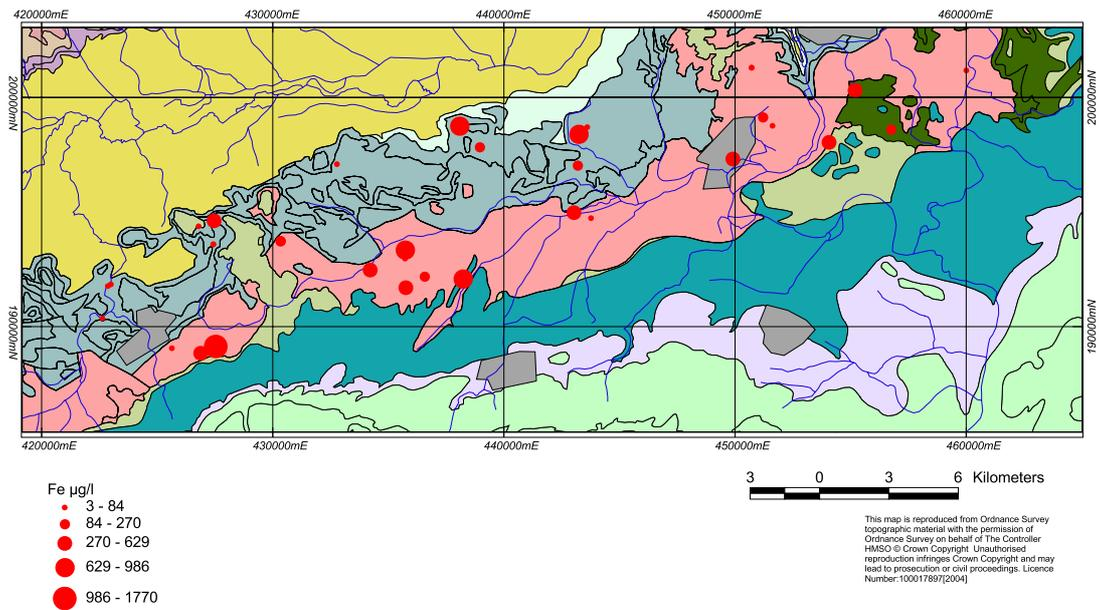 420000mE 430000mE 440000mE 450000mE 460000mE
200000mN
200000mN
190000mN
190000mN
420000mE 430000mE 440000mE 450000mE 460000mE
Fe µg/l
3 - 84
84 - 270
270 - 629
629 - 986
986 - 1770
3 0 3 6 Kilometers
This map is reproduced from Ordnance Survey
topographic material with the permission of
Ordnance Survey on behalf of The Controller
HMSO © Crown Copyright Unauthorised
reproduction infringes Crown Copyright and may
lead to prosecution or civil proceedings. Licence
Number:100017897[2004]